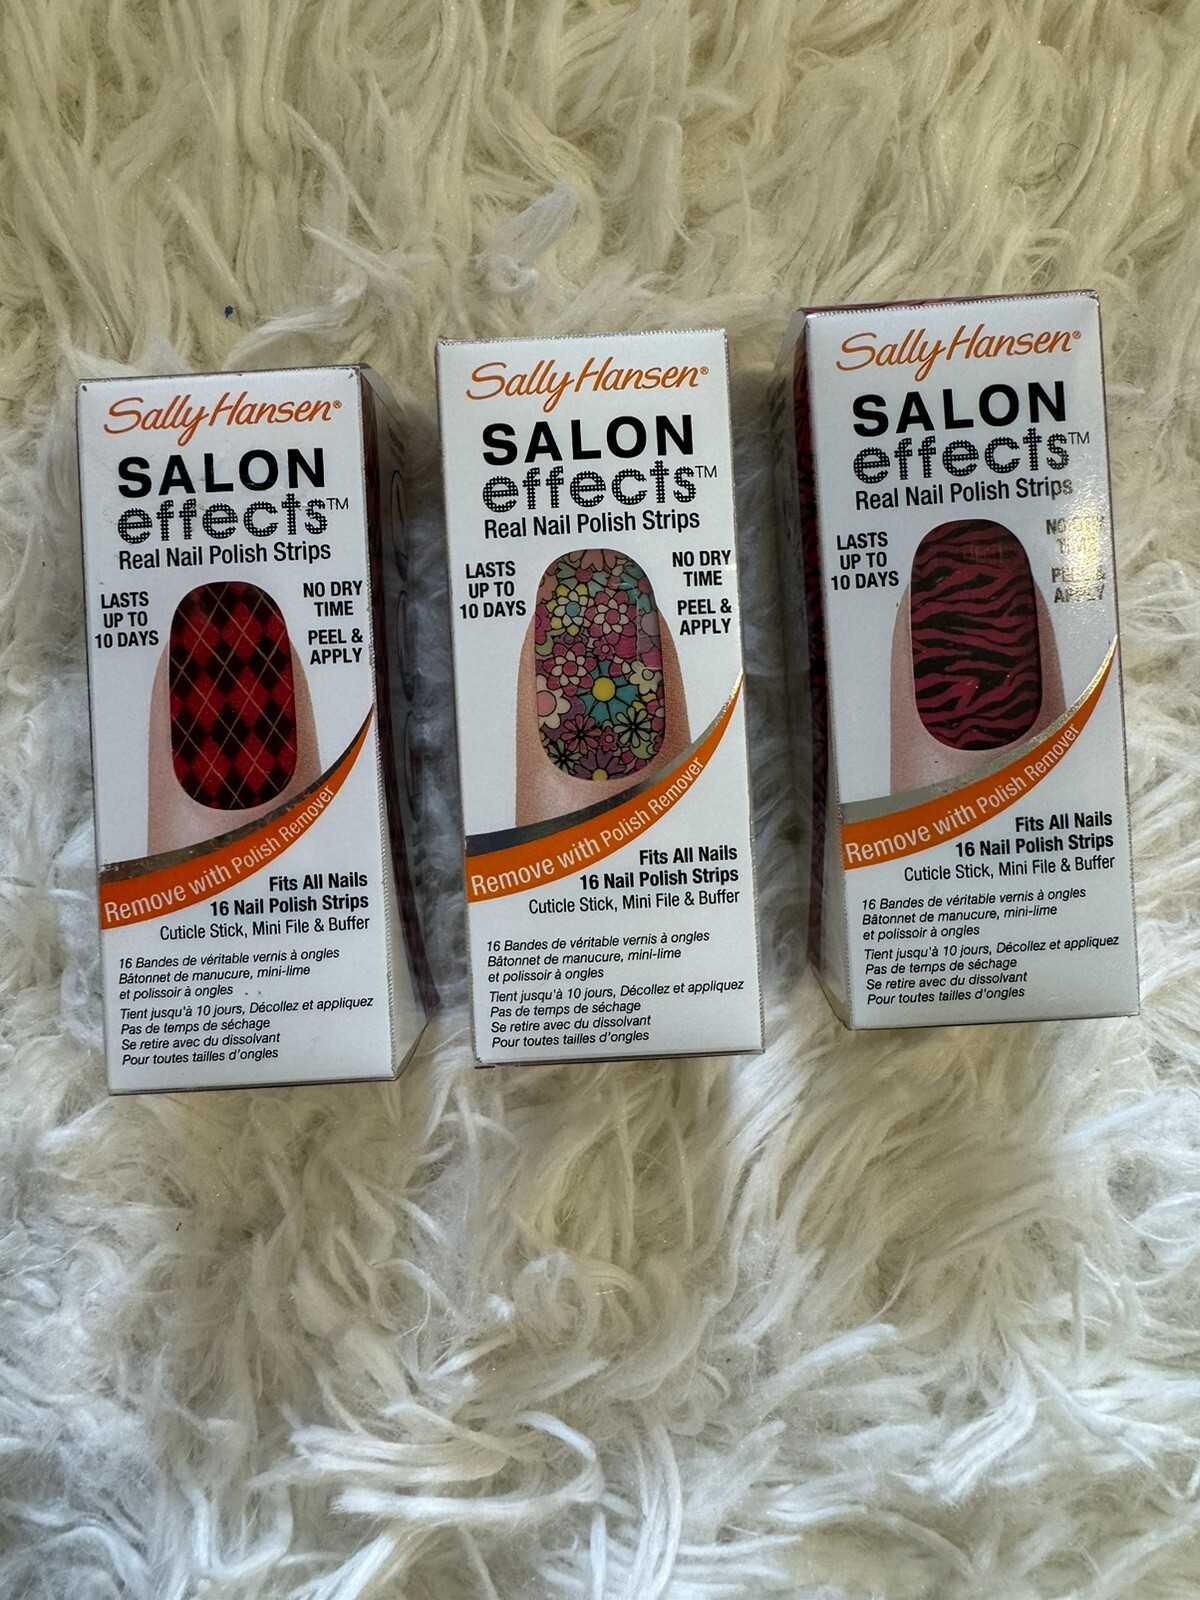 Sally Hansen®
SALON
effects™
Real Nail Polish Strips
LASTS
UP TO
10 DAYS
NO DRY
TIME
PEEL &
APPLY
Remove with Polish Remover
Fits All Nails
16 Nail Polish Strips
Cuticle Stick, Mini File & Buffer
16 Bandes de véritable vernis à ongles
Bâtonnet de manucure, mini-lime
et polissoir à ongles
Tient jusqu'à 10 jours, Décollez et appliquez
Pas de temps de séchage
Se retire avec du dissolvant
Pour toutes tailles d'ongles
Sally Hansen®
SALON
effects™
Real Nail Polish Strips
LASTS
UP TO
10 DAYS
NO DRY
TIME
PEEL &
APPLY
Remove with Polish Remover
Fits All Nails
16 Nail Polish Strips
Cuticle Stick, Mini File & Buffer
16 Bandes de véritable vernis à ongles
Bâtonnet de manucure, mini-lime
et polissoir à ongles
Tient jusqu'à 10 jours, Décollez et appliquez
Pas de temps de séchage
Se retire avec du dissolvant
Pour toutes tailles d'ongles
Sally Hansen®
SALON
effects™
Real Nail Polish Strips
LASTS
UP TO
10 DAYS
NO DRY
TIME
PEEL &
APPLY
Remove with Polish Remover
Fits All Nails
16 Nail Polish Strips
Cuticle Stick, Mini File & Buffer
16 Bandes de véritable vernis à ongles
Bâtonnet de manucure, mini-lime
et polissoir à ongles
Tient jusqu'à 10 jours, Décollez et appliquez
Pas de temps de séchage
Se retire avec du dissolvant
Pour toutes tailles d'ongles